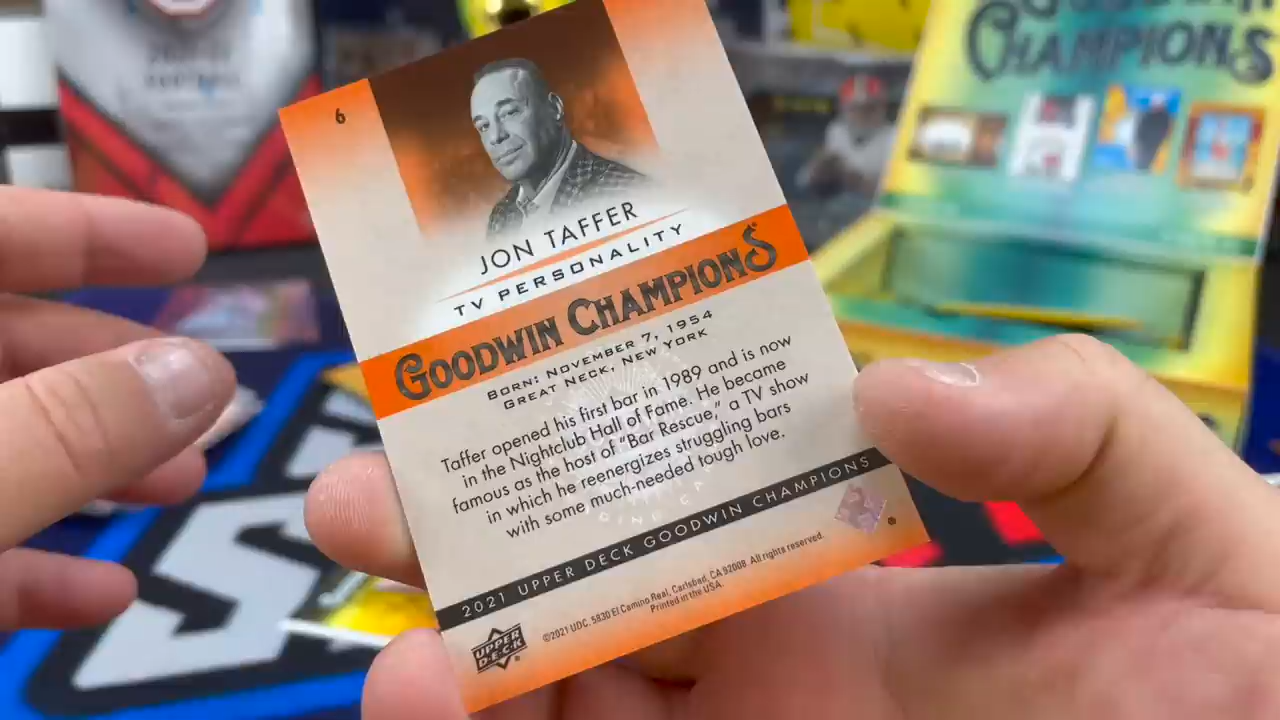 CHAMPIONS
6
JON TAFFER
TV PERSONALITY
GOODWIN CHAMPIONS
BORN: NOVEMBER 7, 1954
GREAT NECK, NEW YORK
Taffer opened his first bar in 1989 and is now
in the Nightclub Hall of Fame. He became
famous as the host of "Bar Rescue," a TV show
in which he reenergizes struggling bars
with some much-needed tough love.
2021 UPPER DECK GOODWIN CHAMPIONS
©2021 UDC. 5830 El Camino Real, Carlsbad, CA 92008. All rights reserved.
Printed in the USA.
UPPER
DECK